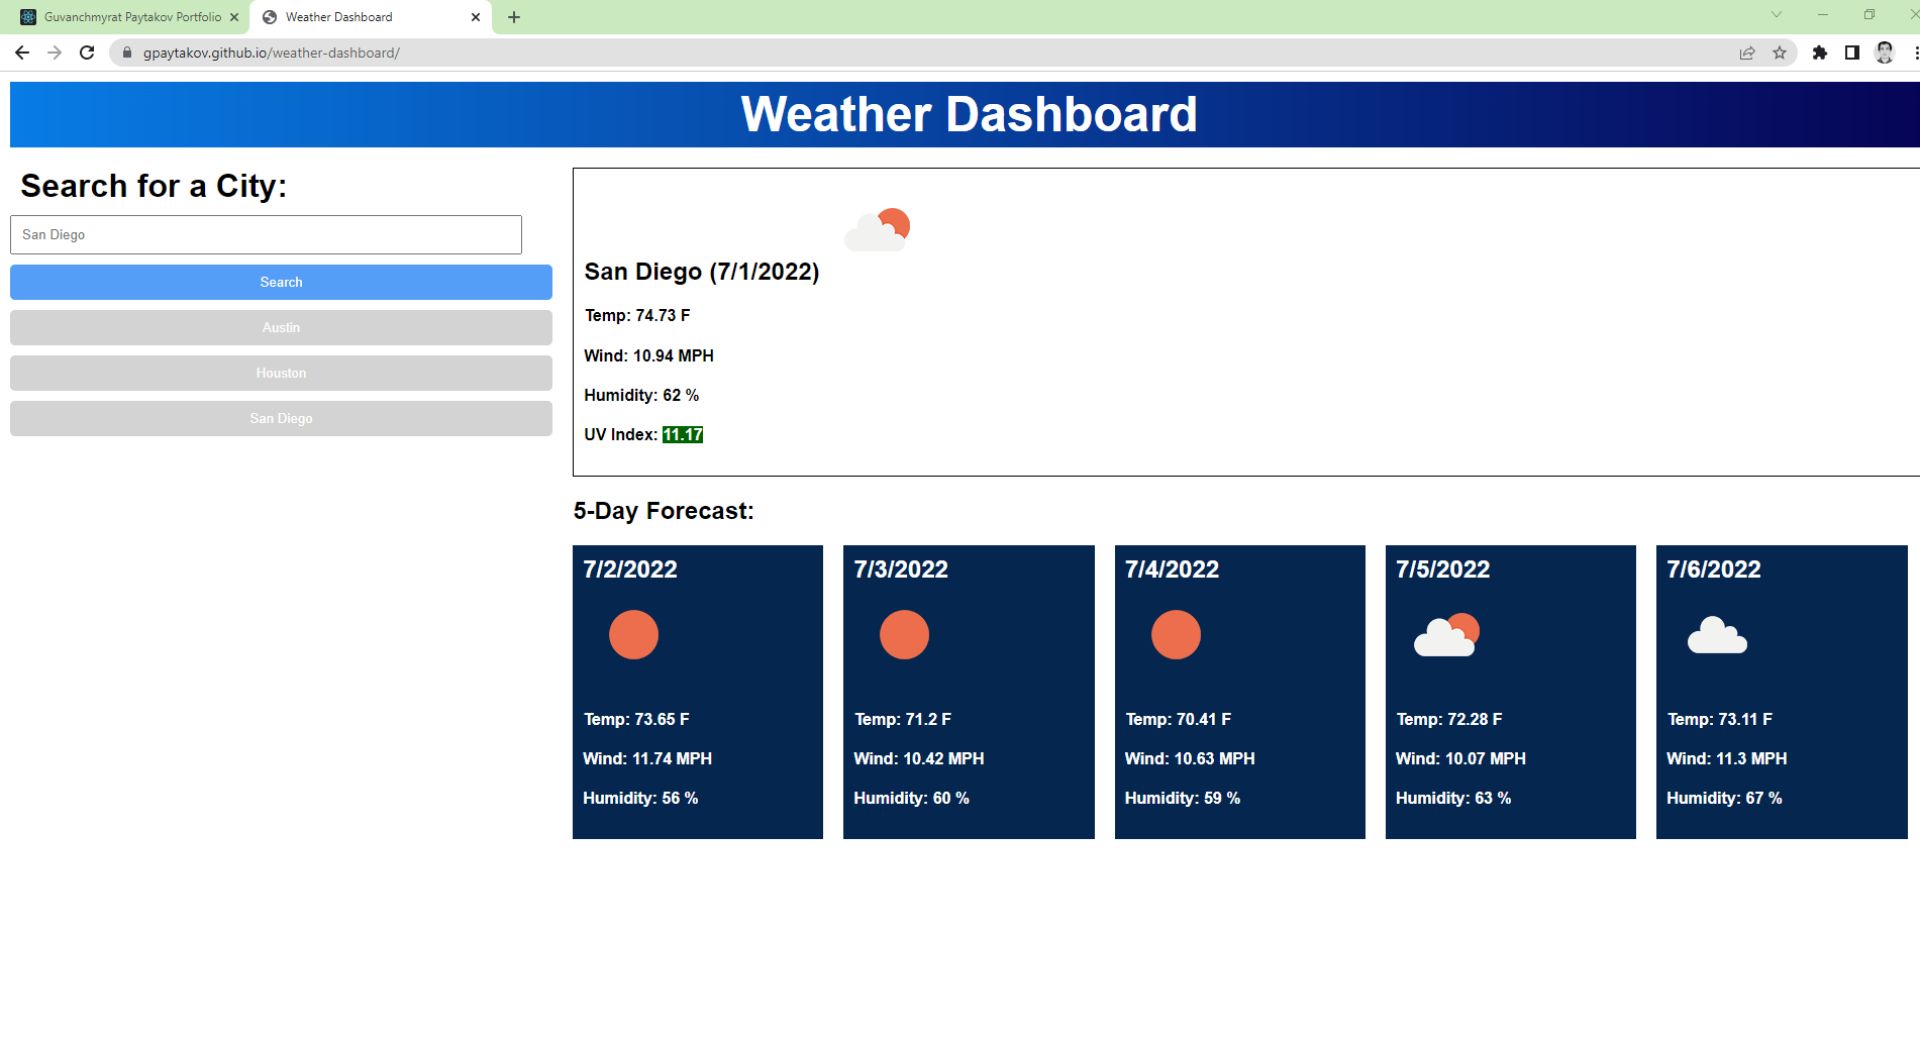 Guvanchmyrat Paytakov Portfolio
Weather Dashboard
gpaytakov.github.io/weather-dashboard/
Weather Dashboard
Search for a City:
San Diego
Search
Austin
Houston
San Diego
San Diego (7/1/2022)
Temp: 74.73 F
Wind: 10.94 MPH
Humidity: 62 %
UV Index: 11.17
5-Day Forecast:
7/2/2022
Temp: 73.65 F
Wind: 11.74 MPH
Humidity: 56 %
7/3/2022
Temp: 71.2 F
Wind: 10.42 MPH
Humidity: 60 %
7/4/2022
Temp: 70.41 F
Wind: 10.63 MPH
Humidity: 59 %
7/5/2022
Temp: 72.28 F
Wind: 10.07 MPH
Humidity: 63 %
7/6/2022
Temp: 73.11 F
Wind: 11.3 MPH
Humidity: 67 %